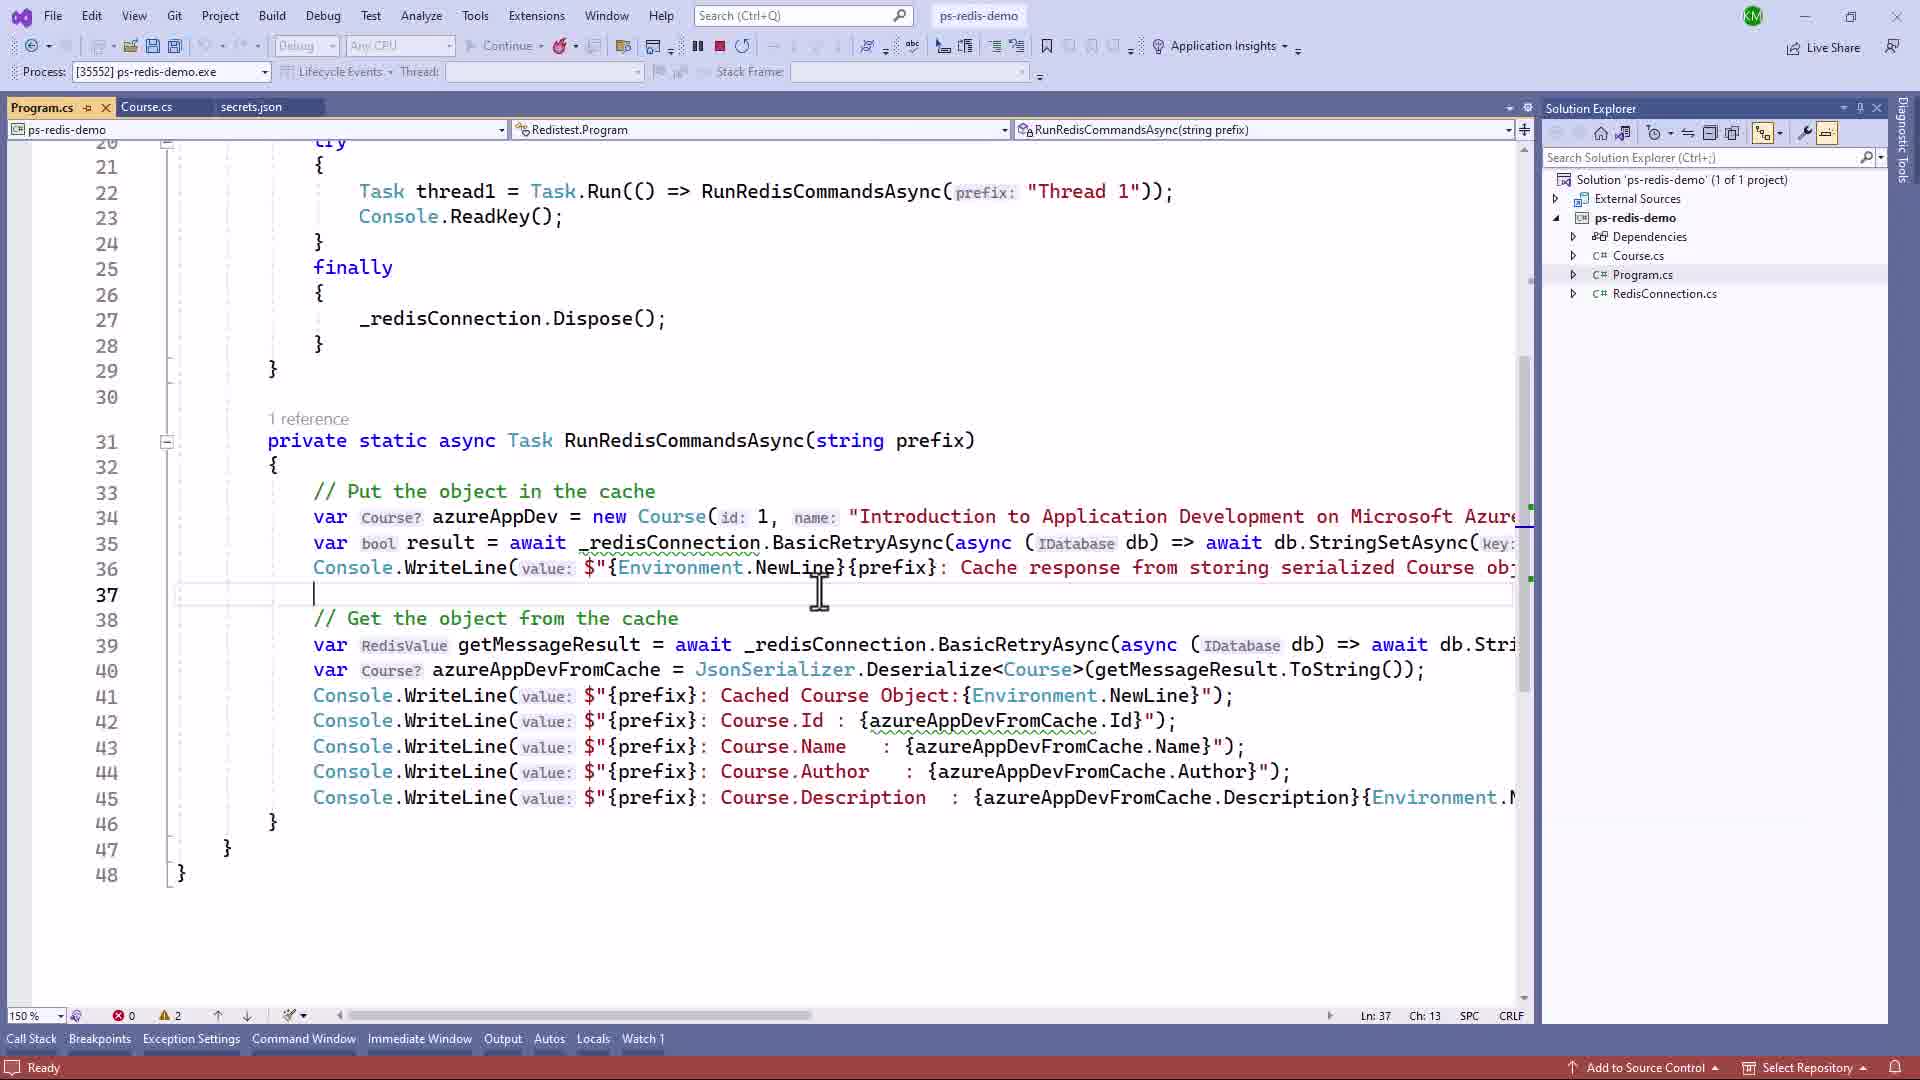 File Edit View Git Project Build Debug Test Analyze Tools Extensions Window Help Search (Ctrl+Q) ps-redis-demo KM
Debug Any CPU Continue Application Insights Live Share
Process: [35552] ps-redis-demo.exe Lifecycle Events Thread: Stack Frame:
Program.cs Course.cs secrets.json
ps-redis-demo Redistest.Program RunRedisCommandsAsync(string prefix)
20 try
21 {
22 Task thread1 = Task.Run(() => RunRedisCommandsAsync(prefix: "Thread 1"));
23 Console.ReadKey();
24 }
25 finally
26 {
27 _redisConnection.Dispose();
28 }
29 }
30
1 reference
31 private static async Task RunRedisCommandsAsync(string prefix)
32 {
33 // Put the object in the cache
34 var Course? azureAppDev = new Course(id: 1, name: "Introduction to Application Development on Microsoft Azure
35 var bool result = await _redisConnection.BasicRetryAsync(async (IDatabase db) => await db.StringSetAsync(key:
36 Console.WriteLine(value: $"{Environment.NewLine}{prefix}: Cache response from storing serialized Course obj
37
38 // Get the object from the cache
39 var RedisValue getMessageResult = await _redisConnection.BasicRetryAsync(async (IDatabase db) => await db.Stri
40 var Course? azureAppDevFromCache = JsonSerializer.Deserialize<Course>(getMessageResult.ToString());
41 Console.WriteLine(value: $"{prefix}: Cached Course Object:{Environment.NewLine}");
42 Console.WriteLine(value: $"{prefix}: Course.Id : {azureAppDevFromCache.Id}");
43 Console.WriteLine(value: $"{prefix}: Course.Name : {azureAppDevFromCache.Name}");
44 Console.WriteLine(value: $"{prefix}: Course.Author : {azureAppDevFromCache.Author}");
45 Console.WriteLine(value: $"{prefix}: Course.Description : {azureAppDevFromCache.Description}{Environment.N
46 }
47 }
48 }
150 % 0 2 Ln: 37 Ch: 13 SPC CRLF
Call Stack Breakpoints Exception Settings Command Window Immediate Window Output Autos Locals Watch 1
Ready Add to Source Control Select Repository
Solution Explorer
Search Solution Explorer (Ctrl+;)
Solution 'ps-redis-demo' (1 of 1 project)
External Sources
ps-redis-demo
Dependencies
C# Course.cs
C# Program.cs
C# RedisConnection.cs
Diagnostic Tools